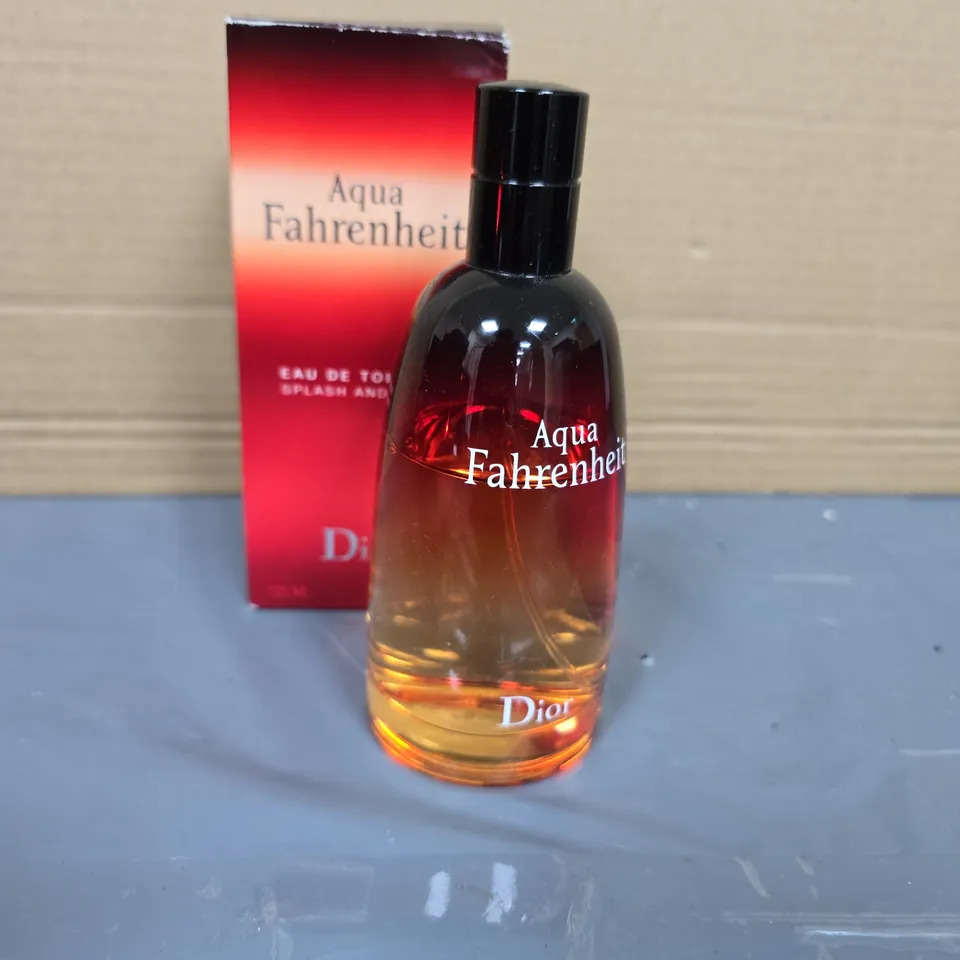 Aqua
Fahrenheit
EAU DE TOI
SPLASH AND
Di
Aqua
Fahrenheit
Dior